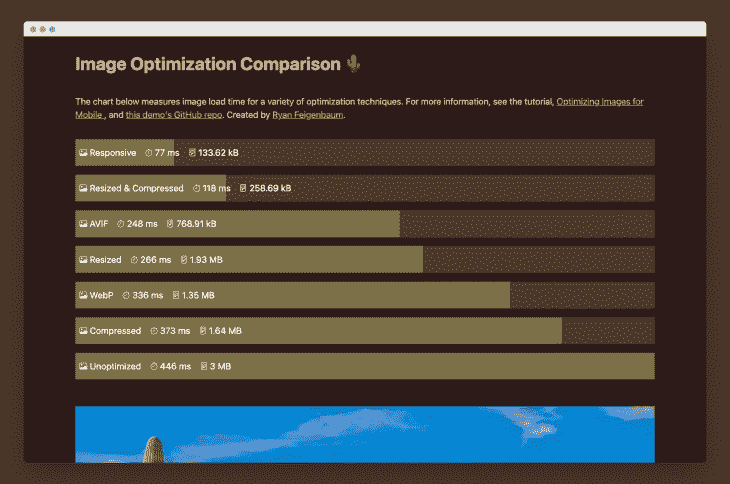 Image Optimization Comparison
The chart below measures image load time for a variety of optimization techniques. For more information, see the tutorial, Optimizing Images for
Mobile , and this demo's GitHub repo. Created by Ryan Feigenbaum.
Responsive 77 ms 133.62 kB
Resized & Compressed 118 ms 258.69 kB
AVIF 248 ms 768.91 kB
Resized 266 ms 1.93 MB
WebP 336 ms 1.35 MB
Compressed 373 ms 1.64 MB
Unoptimized 446 ms 3 MB